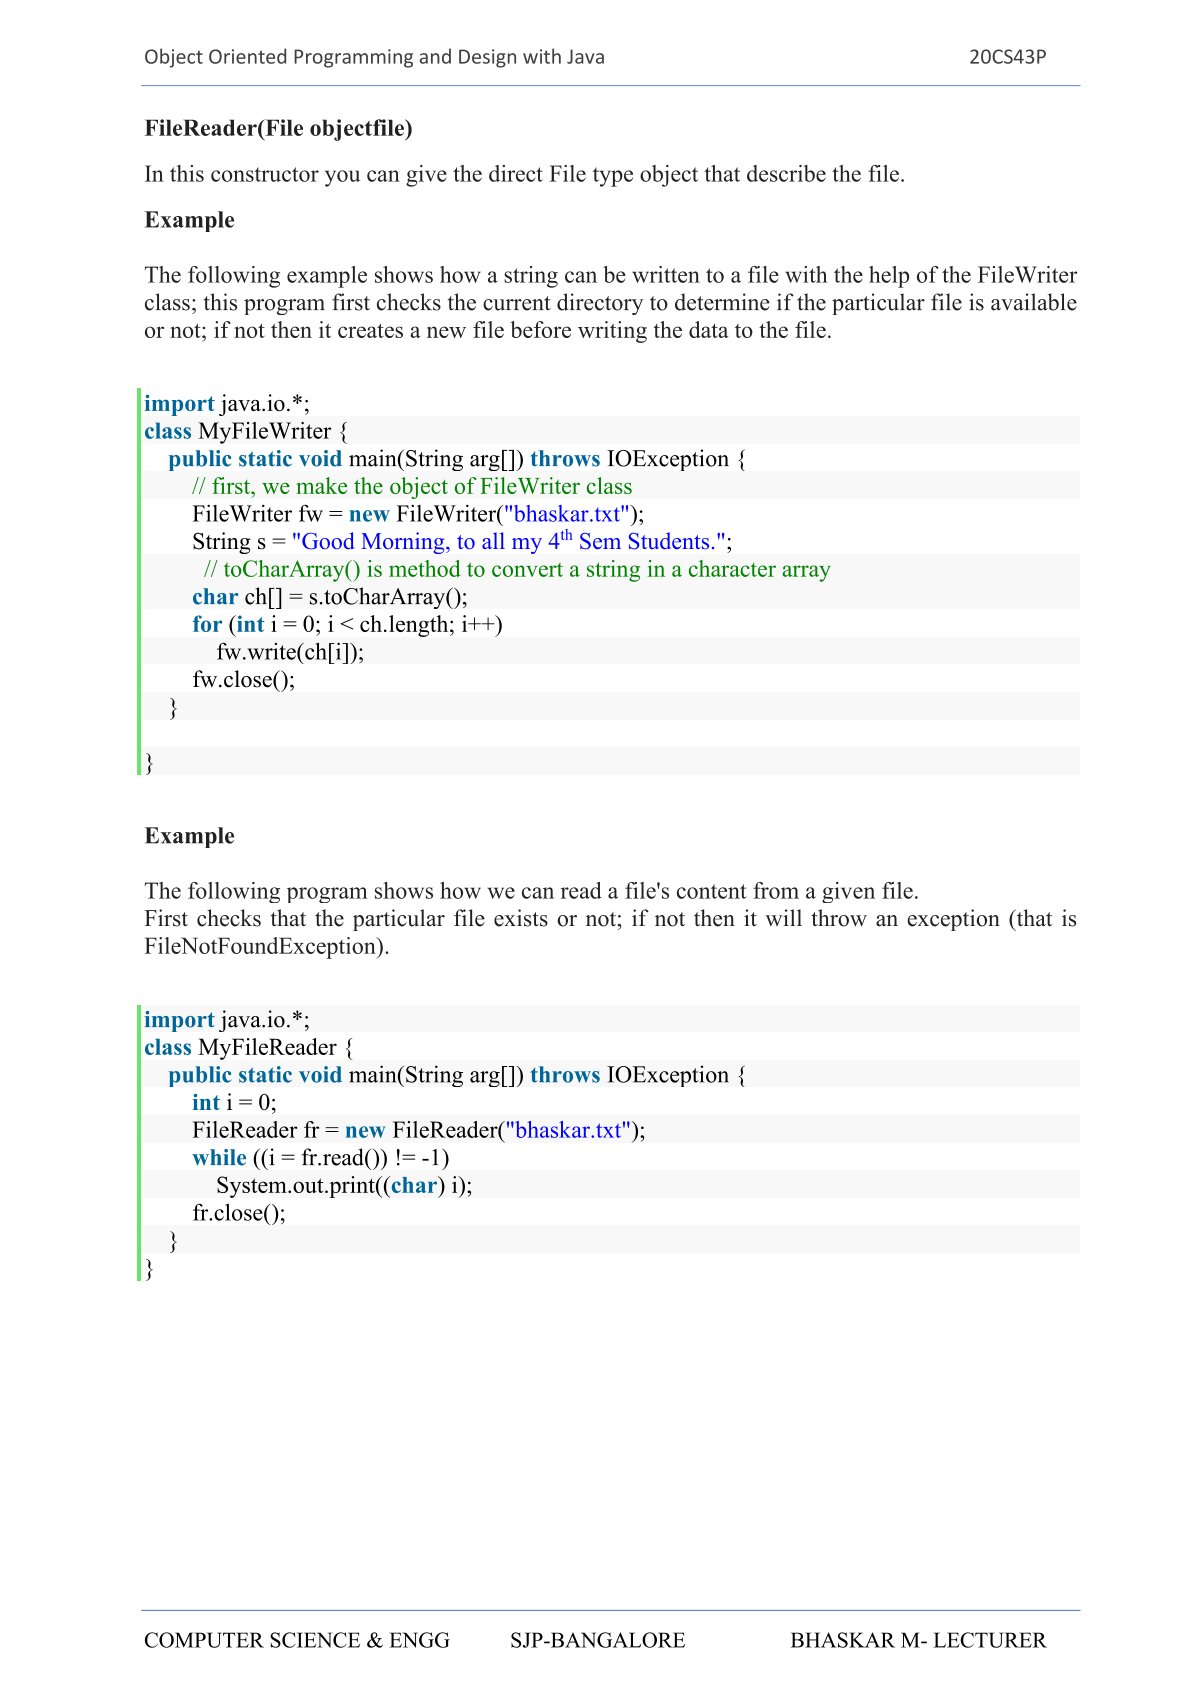 Object Oriented Programming and Design with Java 20CS43P
FileReader(File objectfile)
In this constructor you can give the direct File type object that describe the file.
Example
The following example shows how a string can be written to a file with the help of the FileWriter
class; this program first checks the current directory to determine if the particular file is available
or not; if not then it creates a new file before writing the data to the file.
import java.io.*;
class MyFileWriter {
    public static void main(String arg[]) throws IOException {
        // first, we make the object of FileWriter class
        FileWriter fw = new FileWriter("bhaskar.txt");
        String s = "Good Morning, to all my 4th Sem Students.";
          // toCharArray() is method to convert a string in a character array
        char ch[] = s.toCharArray();
        for (int i = 0; i < ch.length; i++)
            fw.write(ch[i]);
        fw.close();
    }
}
Example
The following program shows how we can read a file's content from a given file.
First checks that the particular file exists or not; if not then it will throw an exception (that is
FileNotFoundException).
import java.io.*;
class MyFileReader {
    public static void main(String arg[]) throws IOException {
        int i = 0;
        FileReader fr = new FileReader("bhaskar.txt");
        while ((i = fr.read()) != -1)
            System.out.print((char) i);
        fr.close();
    }
}
COMPUTER SCIENCE & ENGG SJP-BANGALORE BHASKAR M- LECTURER